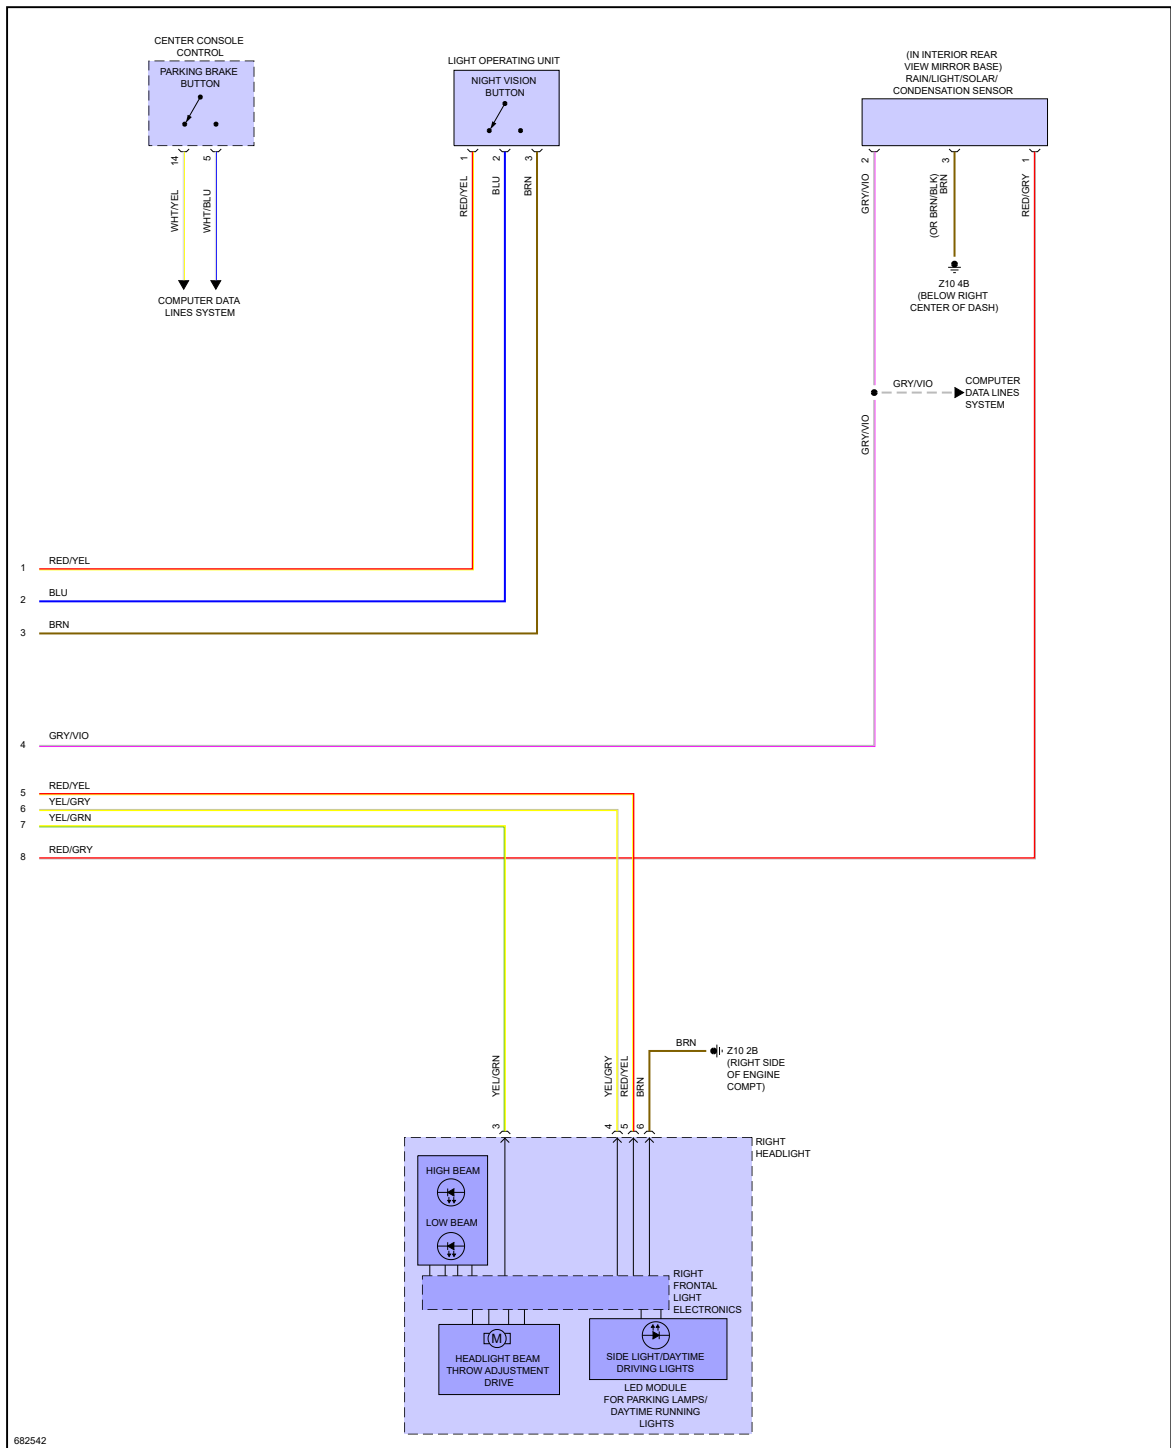 CENTER CONSOLE
CONTROL
PARKING BRAKE
BUTTON
14
5
WHT/YEL
WHT/BLU
COMPUTER DATA
LINES SYSTEM
LIGHT OPERATING UNIT
NIGHT VISION
BUTTON
1
2
3
RED/YEL
BLU
BRN
(IN INTERIOR REAR
VIEW MIRROR BASE)
RAIN/LIGHT/SOLAR/
CONDENSATION SENSOR
2
3
1
GRY/VIO
(OR BRN/BLK)
BRN
RED/GRY
Z10 4B
(BELOW RIGHT
CENTER OF DASH)
GRY/VIO
COMPUTER
DATA LINES
SYSTEM
GRY/VIO
1 RED/YEL
2 BLU
3 BRN
4 GRY/VIO
5 RED/YEL
6 YEL/GRY
7 YEL/GRN
8 RED/GRY
BRN
Z10 2B
(RIGHT SIDE
OF ENGINE
COMPT)
YEL/GRN
YEL/GRY
RED/YEL
BRN
3
4
5
6
RIGHT
HEADLIGHT
HIGH BEAM
LOW BEAM
RIGHT
FRONTAL
LIGHT
ELECTRONICS
M
HEADLIGHT BEAM
THROW ADJUSTMENT
DRIVE
SIDE LIGHT/DAYTIME
DRIVING LIGHTS
LED MODULE
FOR PARKING LAMPS/
DAYTIME RUNNING
LIGHTS
682542